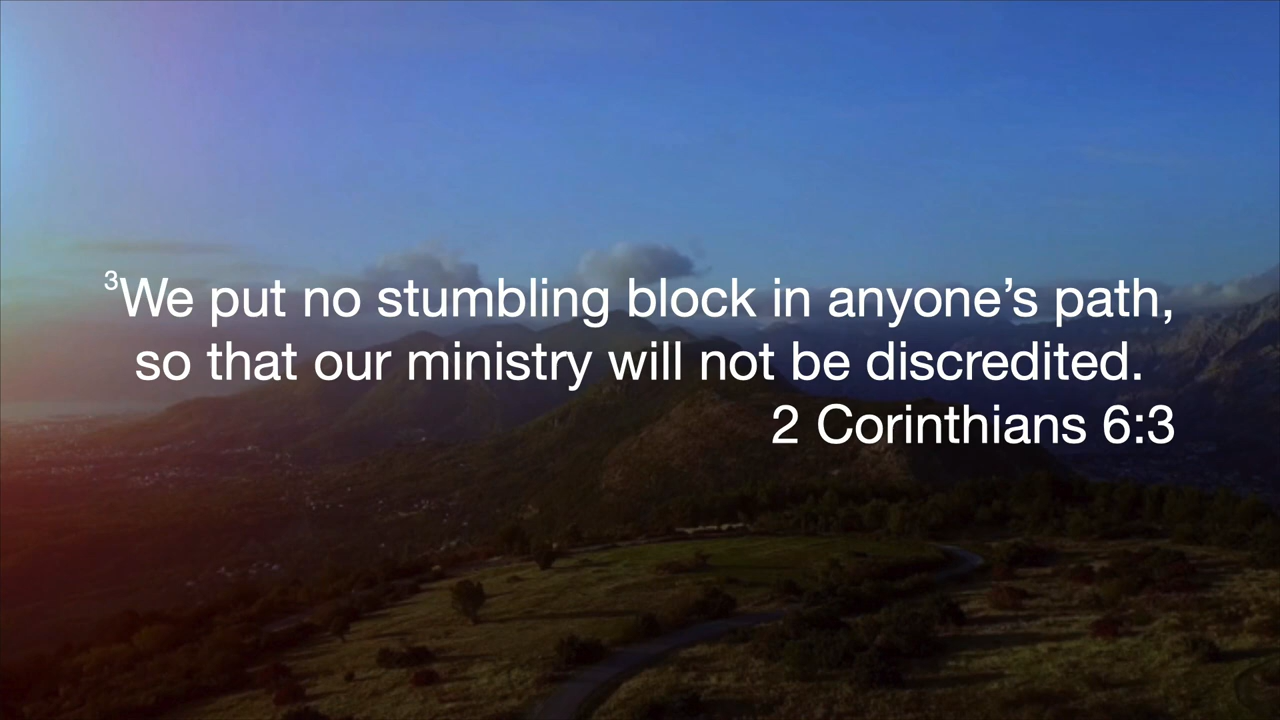 ³We put no stumbling block in anyone’s path,
so that our ministry will not be discredited.
2 Corinthians 6:3